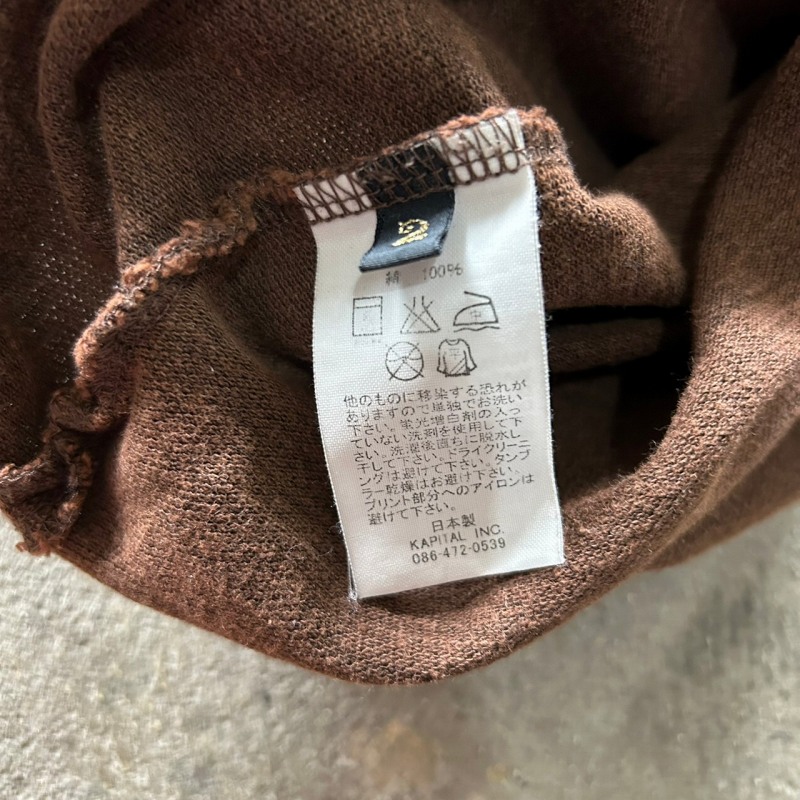 綿 100%
中
他のものに移染する恐れが
ありますので単独でお洗い
下さい。蛍光増白剤の入っ
ていない洗剤を使用して下
さい。洗濯後直ちに脱水し
干して下さい。ドライクリーニ
ングは避けて下さい。タンブ
ラー乾燥はお避け下さい。
プリント部分へのアイロンは
避けて下さい。
日本製
KAPITAL INC.
086-472-0539